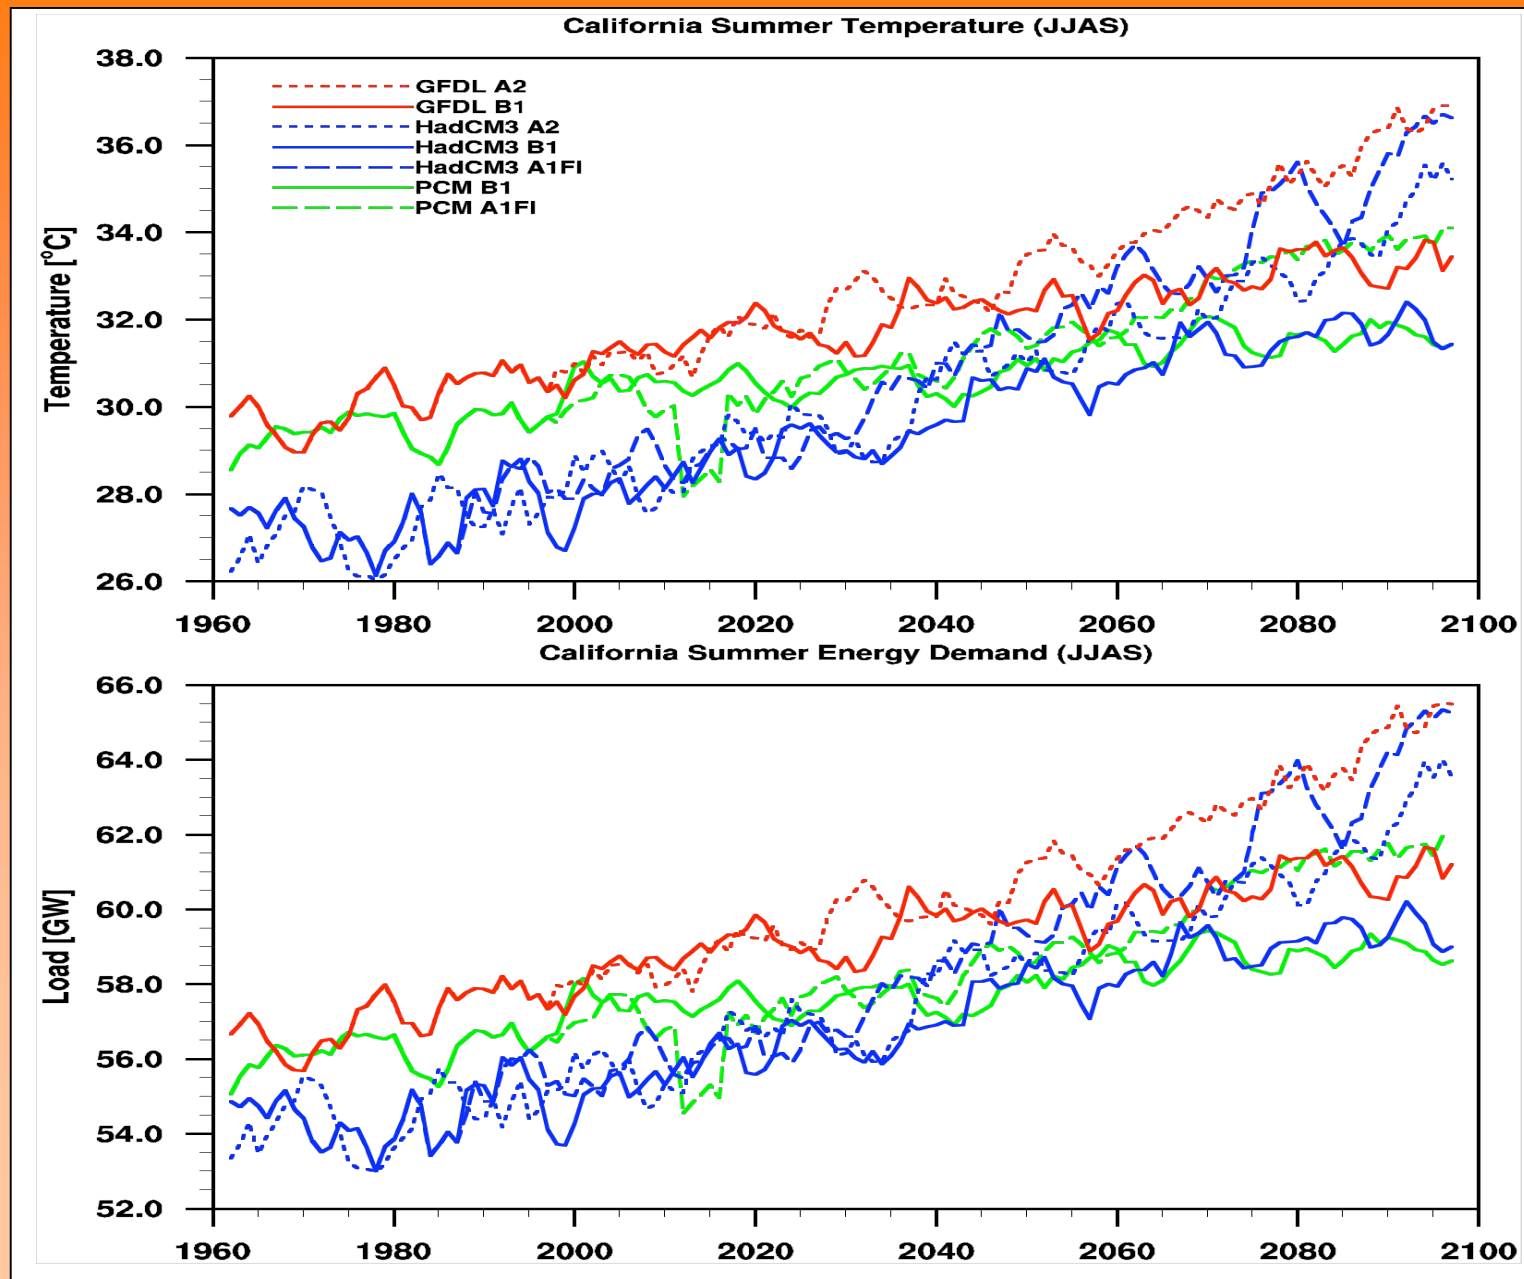 California Summer Temperature (JJAS)
38.0
36.0
34.0
32.0
30.0
28.0
26.0
Temperature [°C]
GFDL A2
GFDL B1
HadCM3 A2
HadCM3 B1
HadCM3 A1FI
PCM B1
PCM A1FI
1960 1980 2000 2020 2040 2060 2080 2100
California Summer Energy Demand (JJAS)
66.0
64.0
62.0
60.0
58.0
56.0
54.0
52.0
Load [GW]
1960 1980 2000 2020 2040 2060 2080 2100